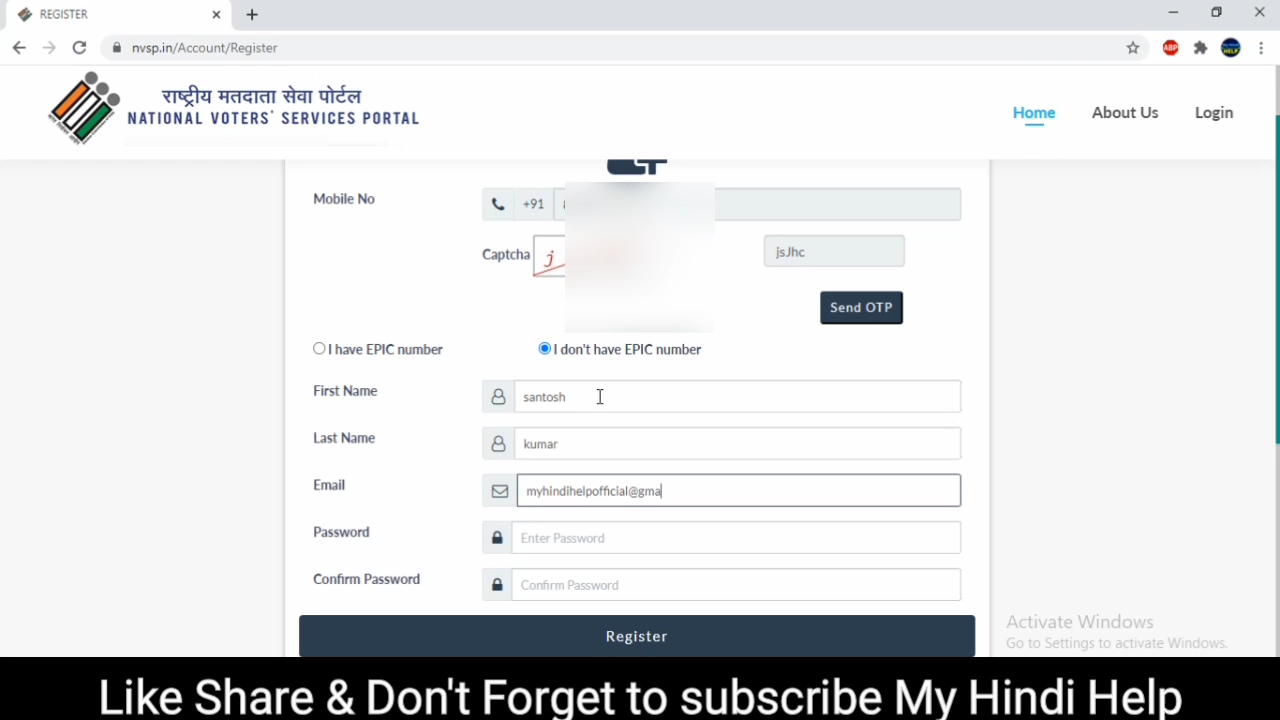 REGISTER
nvsp.in/Account/Register
ABP
HELP
राष्ट्रीय मतदाता सेवा पोर्टल
NATIONAL VOTERS' SERVICES PORTAL
Home About Us Login
Mobile No +91
Captcha j jsJhc
Send OTP
I have EPIC number I don't have EPIC number
First Name santosh
Last Name kumar
Email myhindihelpofficial@gma
Password Enter Password
Confirm Password Confirm Password
Register
Activate Windows
Go to Settings to activate Windows.
Like Share & Don't Forget to subscribe My Hindi Help